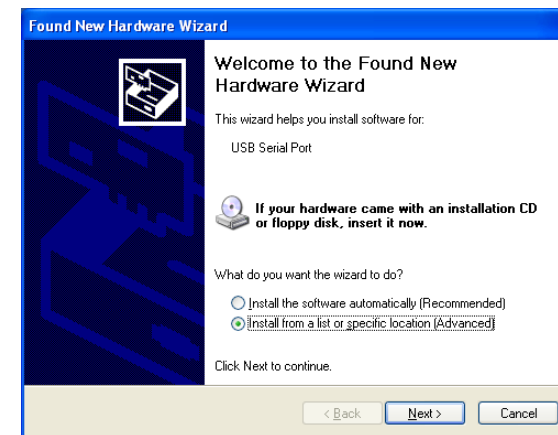 Found New Hardware Wizard
Welcome to the Found New
Hardware Wizard
This wizard helps you install software for:
USB Serial Port
If your hardware came with an installation CD
or floppy disk, insert it now.
What do you want the wizard to do?
Install the software automatically (Recommended)
Install from a list or specific location (Advanced)
Click Next to continue.
< Back
Next >
Cancel